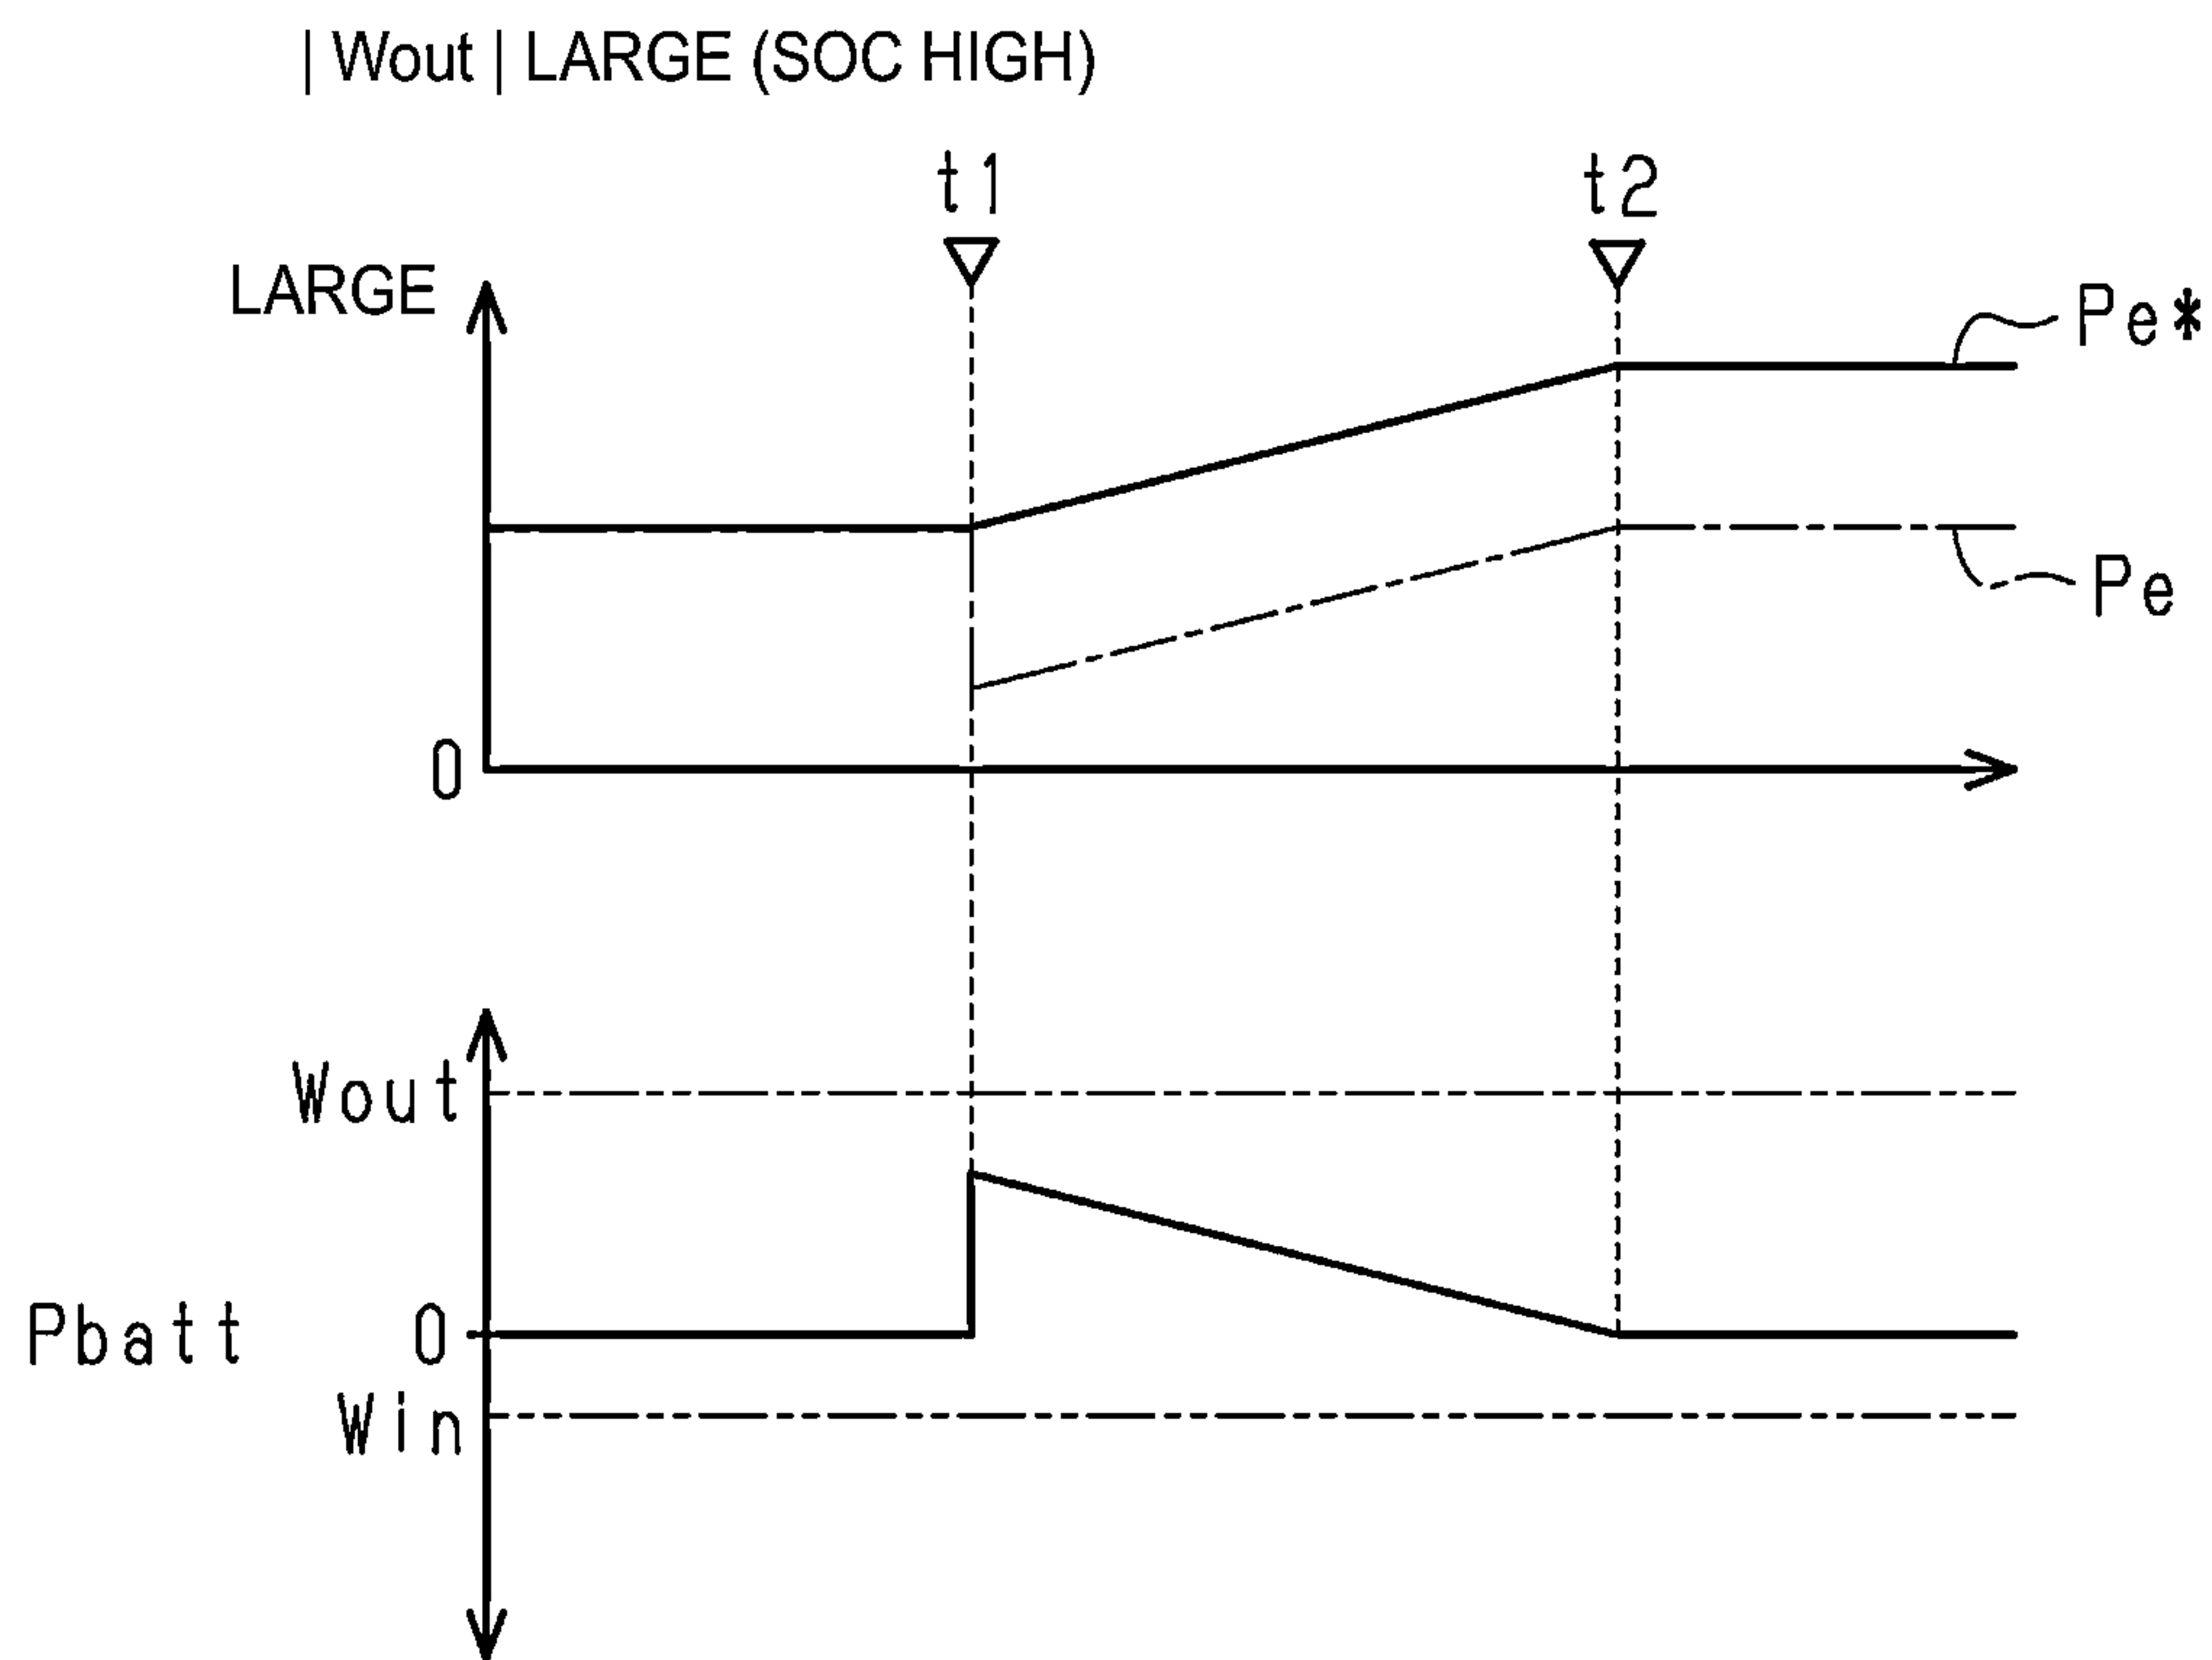 | Wout | LARGE (SOC HIGH)
t1
t2
LARGE
Pe*
Pe
0
Wout
Pbatt 0
Win